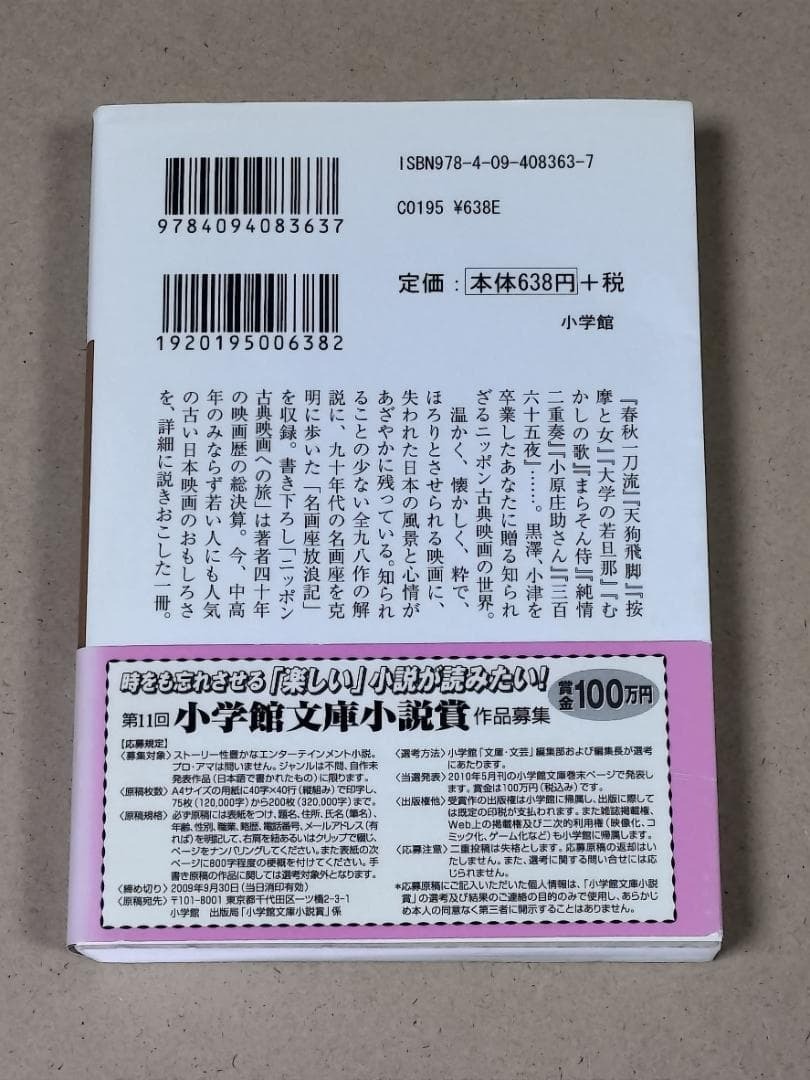 ISBN978-4-09-408363-7
C0195 ¥638E
9784094083637
定価：本体638円＋税
小学館
1920195006382
『春秋一刀流』『天狗飛脚』『按
摩と女』『大学の若旦那』『む
かしの歌』『まらそん侍』『純情
二重奏』『小原庄助さん』『三百
六十五夜』……。黒澤、小津を
卒業したあなたに贈る知られ
ざるニッポン古典映画の世界。
温かく、懐かしく、粋で、
ほろりとさせられる映画に、
失われた日本の風景と心情が
あざやかに残っている。知られ
ることの少ない全九八作の解
説に、九十年代の名画座を克
明に歩いた「名画座放浪記」
を収録。書き下ろし「ニッポン
古典映画への旅」は著者四十年
の映画歴の総決算。今、中高
年のみならず若い人にも人気
の古い日本映画のおもしろさ
を、詳細に説きおこした一冊。
時をも忘れさせる「楽しい」小説が読みたい!
賞金100万円
第11回 小学館文庫小説賞 作品募集
【応募規定】
〈募集対象〉ストーリー性豊かなエンターテインメント小説。
プロ・アマは問いません。ジャンルは不問、自作未
発表作品（日本語で書かれたもの）に限ります。
〈原稿枚数〉A4サイズの用紙に40字×40行（縦組み）で印字し、
75枚（120,000字）から200枚（320,000字）まで。
〈原稿規格〉必ず原稿には表紙をつけ、題名、住所、氏名（筆名）、
年齢、性別、職業、略歴、電話番号、メールアドレス（有
れば）を明記して、右肩を紐あるいはクリップで綴じ、
ページをナンバリングしてください。また表紙の次ペ
ージに800字程度の梗概を付けてください。手
書き原稿の作品に関しては選考対象外となります。
〈締め切り〉2009年9月30日（当日消印有効）
〈原稿宛先〉〒101-8001 東京都千代田区一ツ橋2-3-1
小学館 出版局「小学館文庫小説賞」係
〈選考方法〉小学館「文庫・文芸」編集部および編集長が選考
にあたります。
〈当選発表〉2010年5月刊の小学館文庫巻末ページで発表しま
す。賞金は100万円（税込み）です。
〈出版権他〉受賞作の出版権は小学館に帰属し、出版に際して
は既定の印税が支払われます。また雑誌掲載権、
Web上の掲載権及び二次的利用権（映像化、コ
ミック化、ゲーム化など）も小学館に帰属します。
〈応募注意〉二重投稿は失格とします。応募原稿の返却はいた
しません。また、選考に関する問い合せには応
じられません。
*応募原稿にご記入いただいた個人情報は、「小学館文庫小説
賞」の選考及び結果のご連絡の目的のみで使用し、あらかじ
め本人の同意なく第三者に開示することはありません。